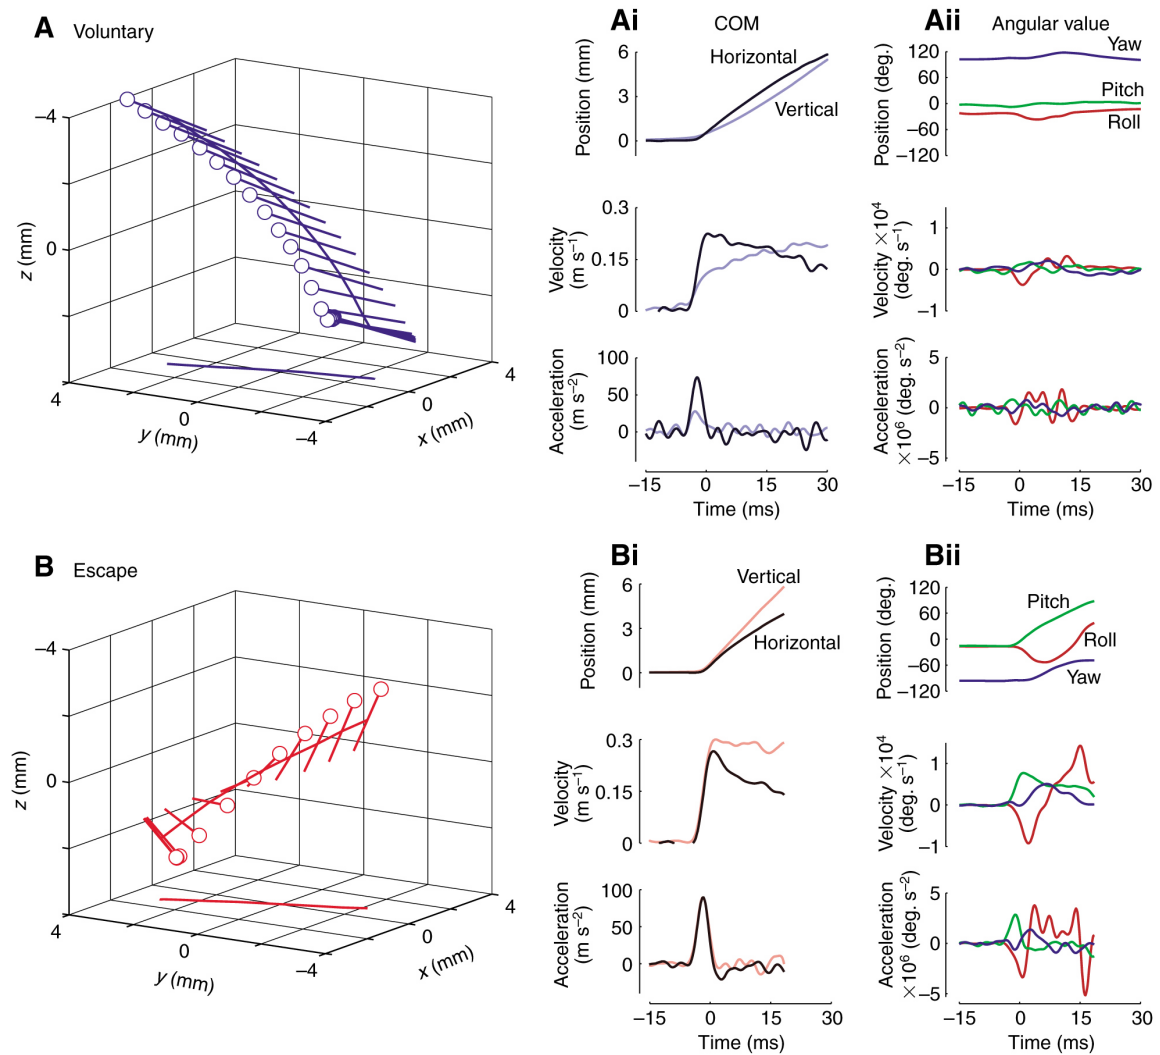 A Voluntary
−4
0
z (mm)
4
0
−4
y (mm)
x (mm)
0
4
Ai COM
Position (mm)
6
3
0
Horizontal
Vertical
Velocity
(m s−1)
0.3
0.15
0
Acceleration
(m s−2)
100
50
0
−15 0 15 30
Time (ms)
Aii Angular value
Position (deg.)
120
60
0
−60
−120
Yaw
Pitch
Roll
Velocity ×10⁴
(deg. s−1)
1
0
−1
Acceleration
×10⁶ (deg. s−2)
5
0
−5
−15 0 15 30
Time (ms)
B Escape
−4
0
z (mm)
4
0
−4
y (mm)
x (mm)
0
4
Bi
Position (mm)
6
3
0
Vertical
Horizontal
Velocity
(m s−1)
0.3
0.15
0
Acceleration
(m s−2)
100
50
0
−15 0 15 30
Time (ms)
Bii
Position (deg.)
120
60
0
−60
−120
Pitch
Roll
Yaw
Velocity ×10⁴
(deg. s−1)
1
0
−1
Acceleration
×10⁶ (deg. s−2)
5
0
−5
−15 0 15 30
Time (ms)